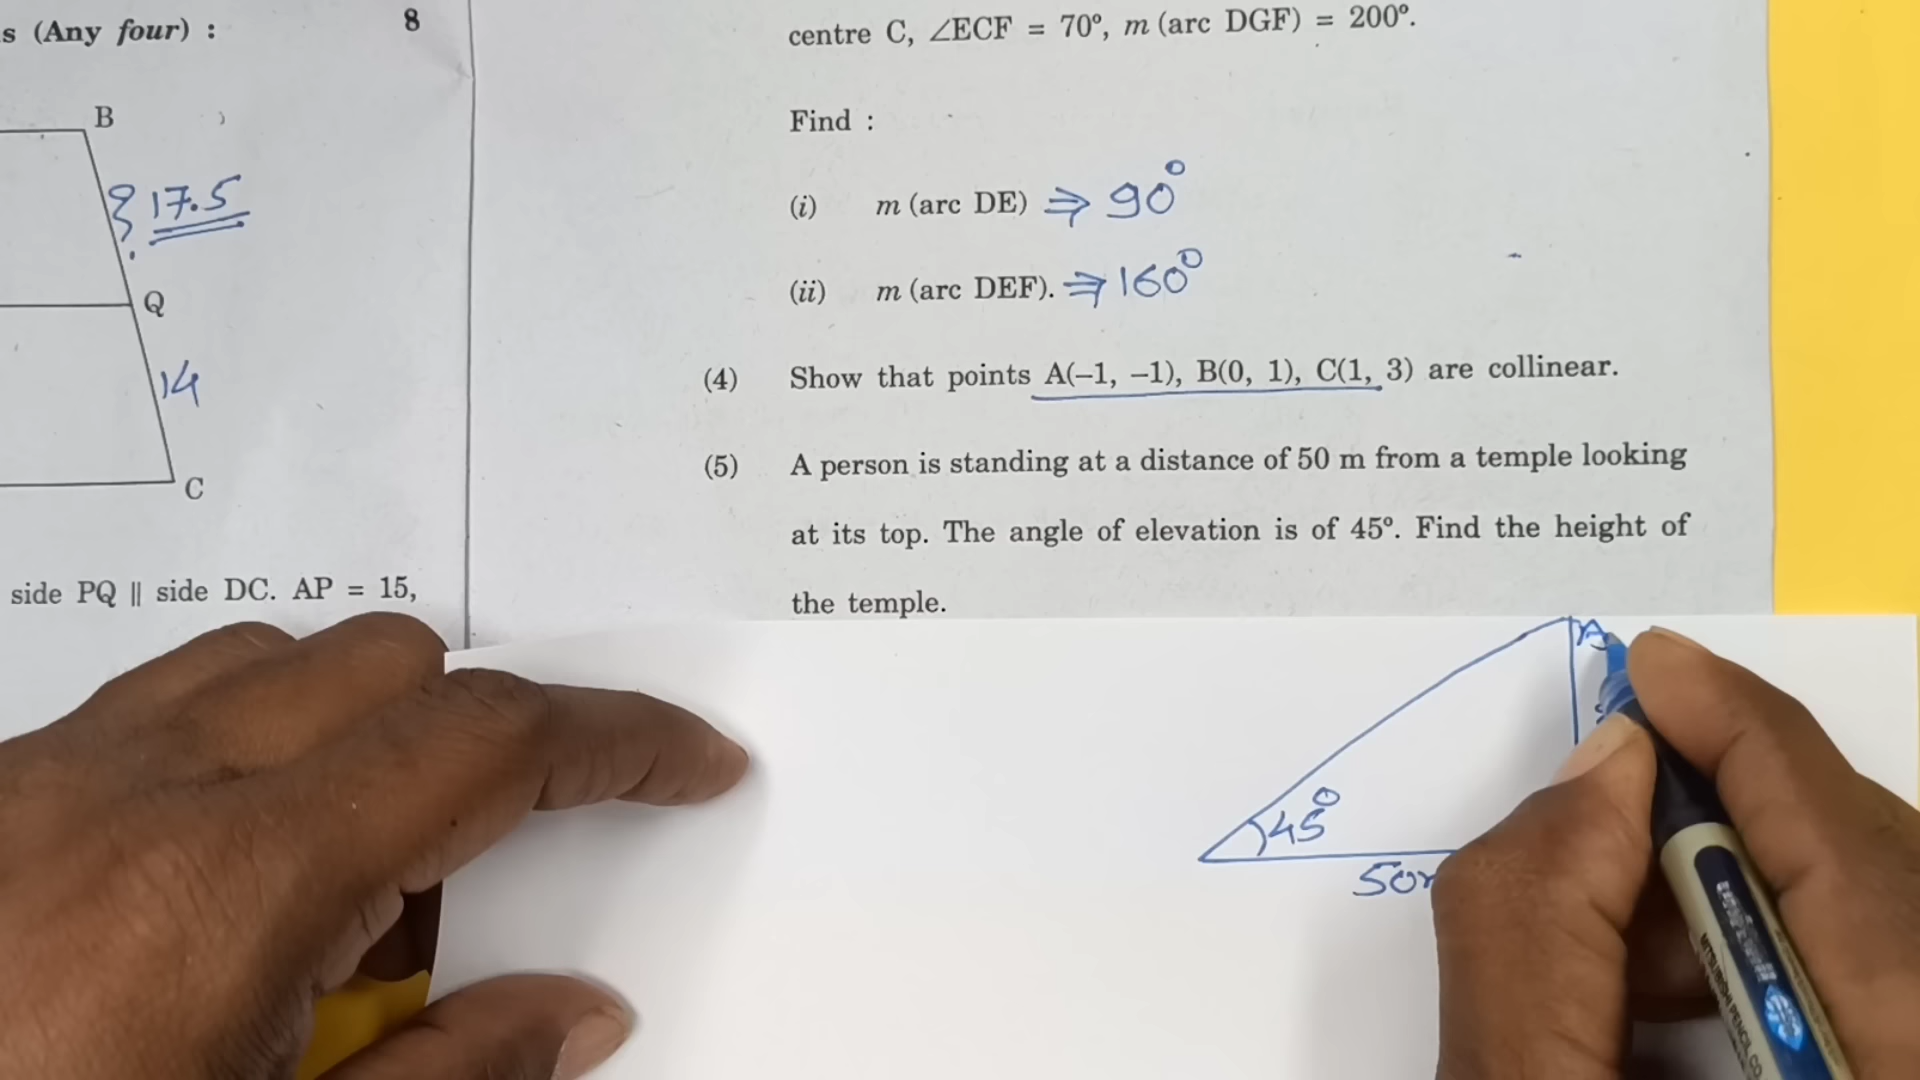 s (Any four) : 8
B
17.5
Q
14
C
side PQ || side DC. AP = 15,
centre C, ∠ECF = 70°, m (arc DGF) = 200°.
Find :
(i) m (arc DE) ⇒ 90°
(ii) m (arc DEF). ⇒ 160°
(4) Show that points A(–1, –1), B(0, 1), C(1, 3) are collinear.
(5) A person is standing at a distance of 50 m from a temple looking
at its top. The angle of elevation is of 45°. Find the height of
the temple.
A
45°
50
MITSUBISHI PENCIL CO.